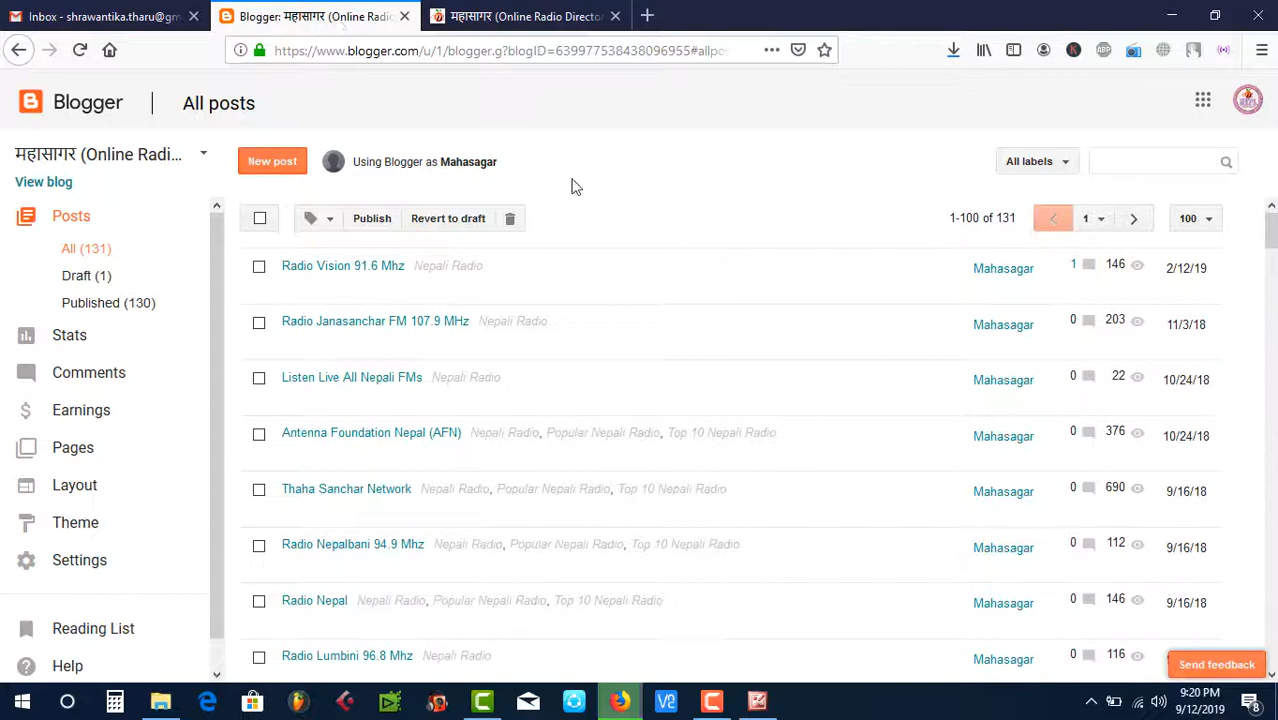 Inbox - shrawantika.tharu@gm
Blogger: महासागर (Online Radio
महासागर (Online Radio Director
https://www.blogger.com/u/1/blogger.g?blogID=639977538438096955#allpos
ABP
Blogger
All posts
महासागर (Online Radi...
View blog
New post
Using Blogger as Mahasagar
All labels
Posts
Publish
Revert to draft
1-100 of 131
1
100
All (131)
Draft (1)
Published (130)
Stats
Comments
Earnings
Pages
Layout
Theme
Settings
Reading List
Help
Radio Vision 91.6 Mhz Nepali Radio Mahasagar 1 146 2/12/19
Radio Janasanchar FM 107.9 MHz Nepali Radio Mahasagar 0 203 11/3/18
Listen Live All Nepali FMs Nepali Radio Mahasagar 0 22 10/24/18
Antenna Foundation Nepal (AFN) Nepali Radio, Popular Nepali Radio, Top 10 Nepali Radio Mahasagar 0 376 10/24/18
Thaha Sanchar Network Nepali Radio, Popular Nepali Radio, Top 10 Nepali Radio Mahasagar 0 690 9/16/18
Radio Nepalbani 94.9 Mhz Nepali Radio, Popular Nepali Radio, Top 10 Nepali Radio Mahasagar 0 112 9/16/18
Radio Nepal Nepali Radio, Popular Nepali Radio, Top 10 Nepali Radio Mahasagar 0 146 9/16/18
Radio Lumbini 96.8 Mhz Nepali Radio Mahasagar 0 116
Send feedback
V2
9:20 PM
9/12/2019
8